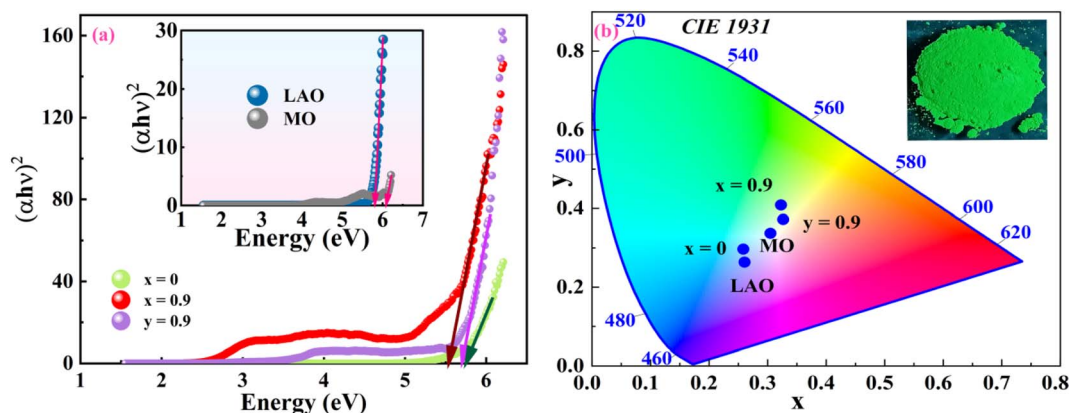 (a)
(αhν)²
160
120
80
40
0
1 2 3 4 5 6
Energy (eV)
x = 0
x = 0.9
y = 0.9
(αhν)²
30
20
10
0
1 2 3 4 5 6 7
Energy (eV)
LAO
MO
(b)
CIE 1931
y
0.8
0.6
0.4
0.2
0.0
0.0 0.1 0.2 0.3 0.4 0.5 0.6 0.7 0.8
x
520
540
560
580
600
620
500
480
460
x = 0.9
y = 0.9
MO
x = 0
LAO